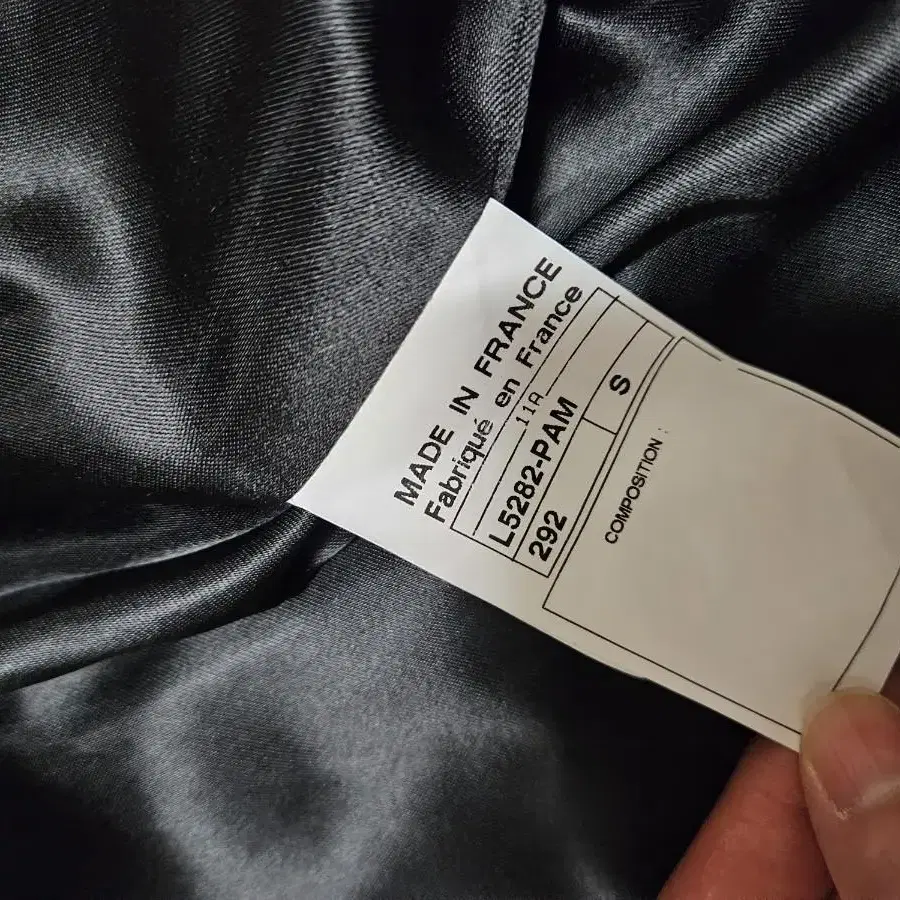 MADE IN FRANCE
Fabriqué en France
11A
L5282-PAM
292
S
COMPOSITION :